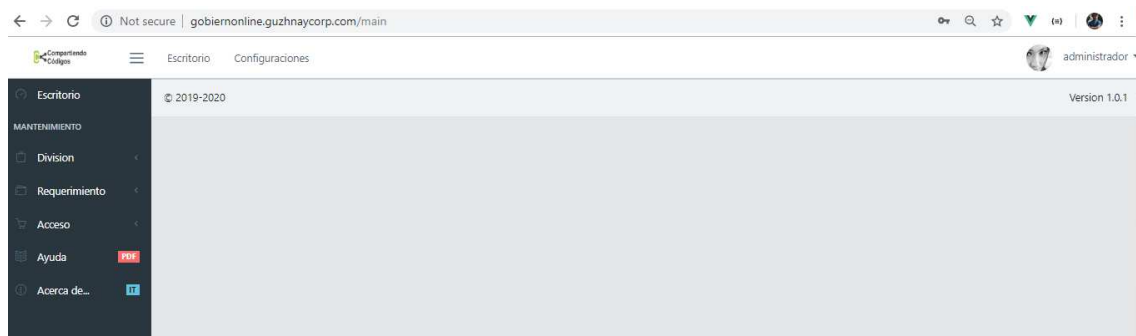 Not secure | gobiernonline.guzhnaycorp.com/main
Compartiendo
Códigos
Escritorio Configuraciones
administrador
Escritorio
© 2019-2020 Version 1.0.1
MANTENIMIENTO
Division
Requerimiento
Acceso
Ayuda PDF
Acerca de... IT